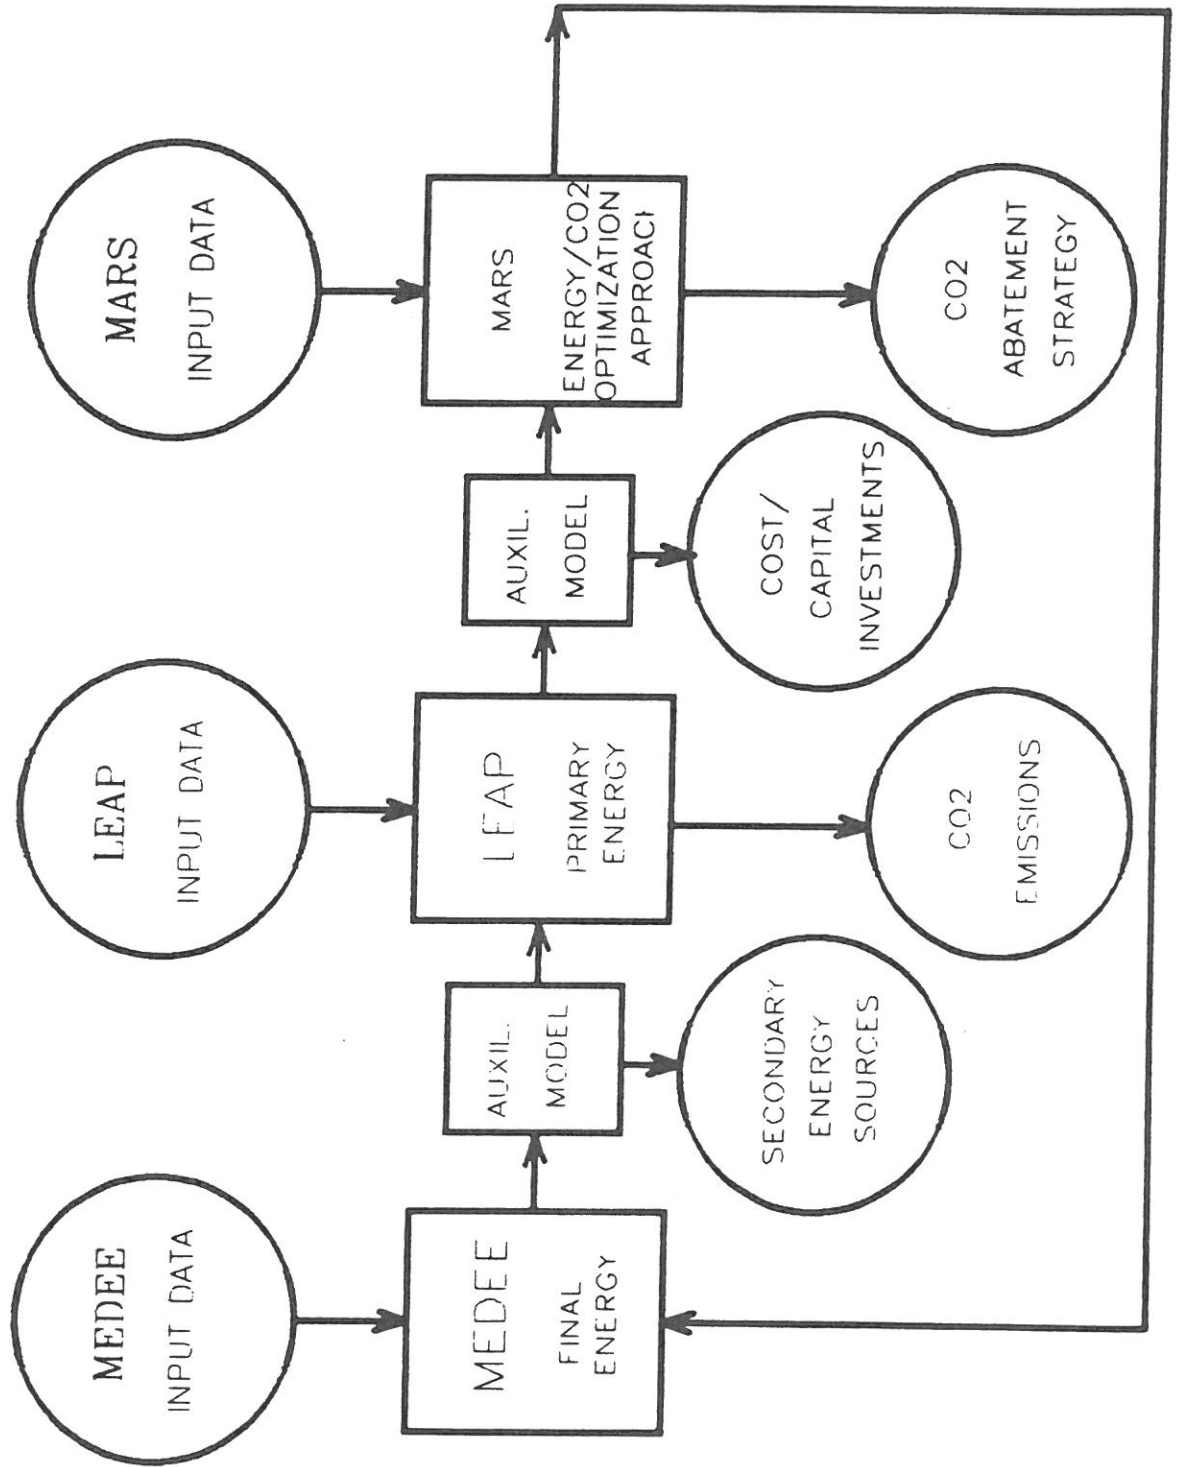 MEDEE
INPUT DATA
LEAP
INPUT DATA
MARS
INPUT DATA
MEDEE
FINAL
ENERGY
AUXIL.
MODEL
LEAP
PRIMARY
ENERGY
AUXIL.
MODEL
MARS
ENERGY/CO2
OPTIMIZATION
APPROACH
SECONDARY
ENERGY
SOURCES
CO2
EMISSIONS
COST/
CAPITAL
INVESTMENTS
CO2
ABATEMENT
STRATEGY